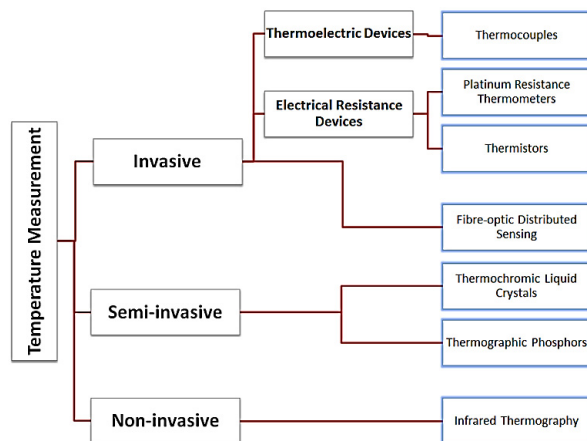 Temperature Measurement
Invasive
Semi-invasive
Non-invasive
Thermoelectric Devices
Electrical Resistance
Devices
Thermocouples
Platinum Resistance
Thermometers
Thermistors
Fibre-optic Distributed
Sensing
Thermochromic Liquid
Crystals
Thermographic Phosphors
Infrared Thermography